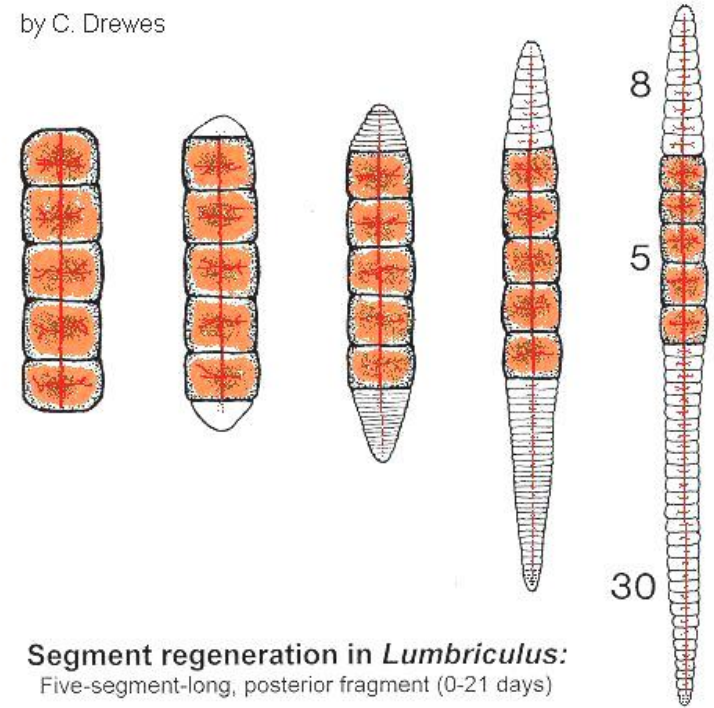 by C. Drewes
8
5
30
Segment regeneration in Lumbriculus:
Five-segment-long, posterior fragment (0-21 days)